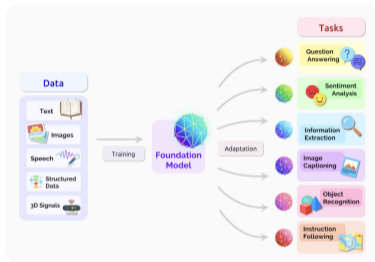 Tasks
Question
Answering
Data
Sentiment
Analysis
Text
Images
Information
Extraction
Speech
Training
Foundation
Model
Adaptation
Image
Captioning
Structured
Data
3D Signals
Object
Recognition
Instruction
Following